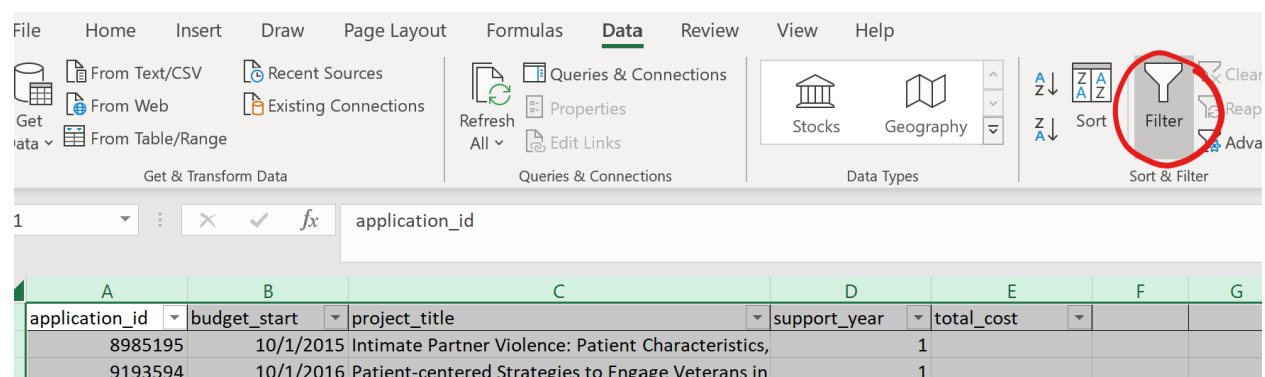 File Home Insert Draw Page Layout Formulas Data Review View Help
From Text/CSV Recent Sources Queries & Connections Clear
From Web Existing Connections Properties
Get Refresh Stocks Geography Sort Filter
From Table/Range All Edit Links
Get & Transform Data Queries & Connections Data Types Sort & Filter
1 fx application_id
A B C D E F G
application_id budget_start project_title support_year total_cost
8985195 10/1/2015 Intimate Partner Violence: Patient Characteristics, 1
9193594 10/1/2016 Patient-centered Strategies to Engage Veterans in 1